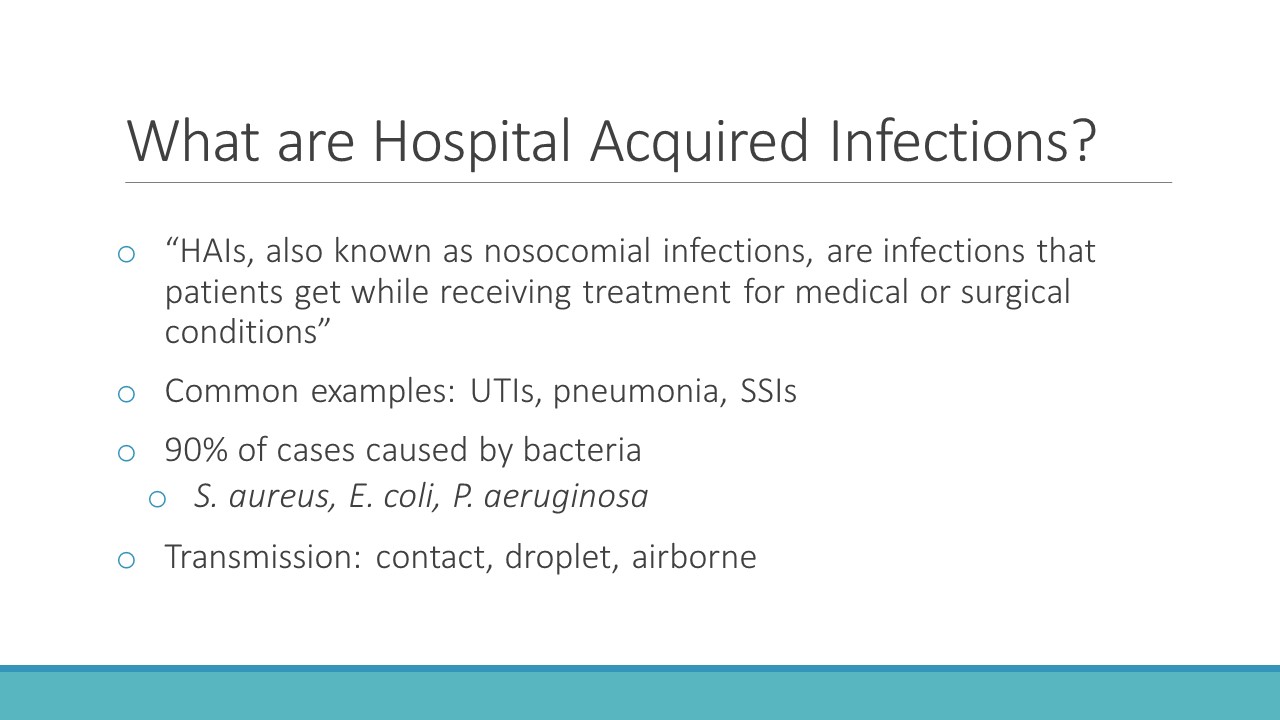 What are Hospital Acquired Infections?
“HAIs, also known as nosocomial infections, are infections that
patients get while receiving treatment for medical or surgical
conditions”
Common examples: UTIs, pneumonia, SSIs
90% of cases caused by bacteria
S. aureus, E. coli, P. aeruginosa
Transmission: contact, droplet, airborne